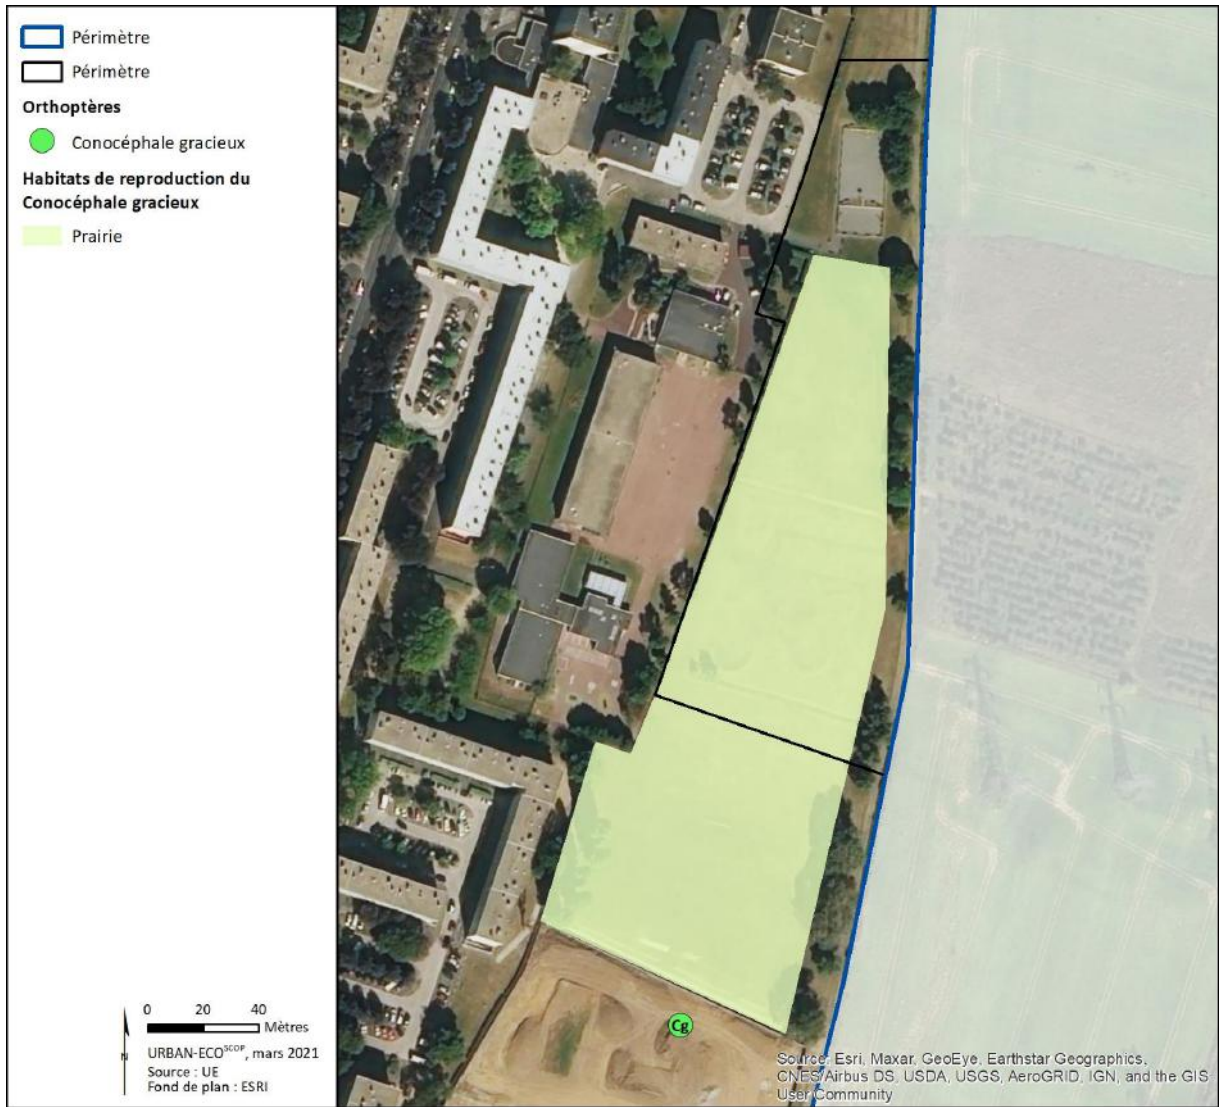 Périmètre
Périmètre
Orthoptères
Conocéphale gracieux
Habitats de reproduction du
Conocéphale gracieux
Prairie
0 20 40
Mètres
N
URBAN-ECOSCOP, mars 2021
Source : UE
Fond de plan : ESRI
Cg
Source: Esri, Maxar, GeoEye, Earthstar Geographics,
CNES/Airbus DS, USDA, USGS, AeroGRID, IGN, and the GIS
User Community